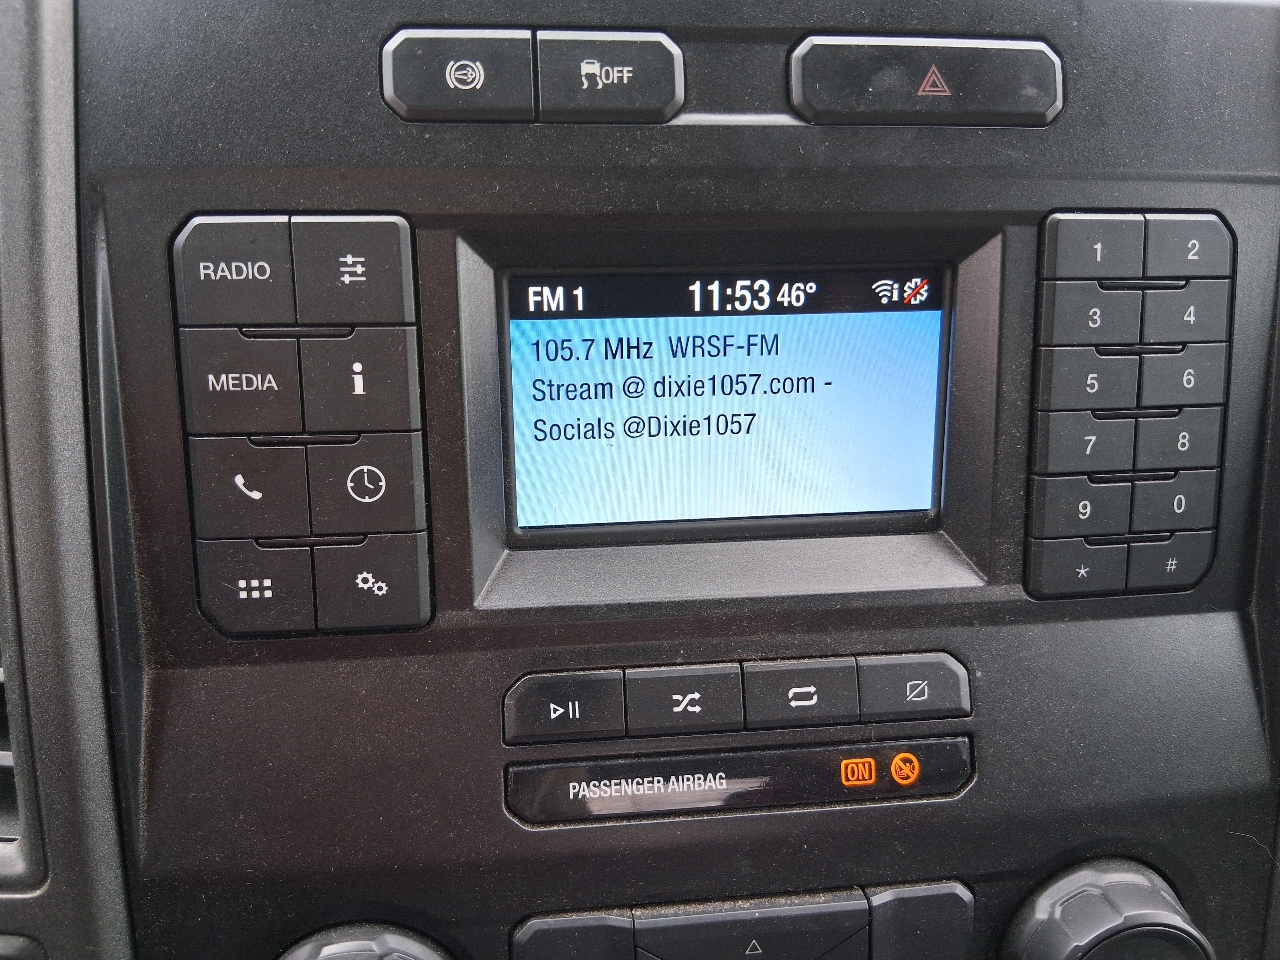 OFF
RADIO
MEDIA
FM 1 11:53 46°
105.7 MHz WRSF-FM
Stream @ dixie1057.com -
Socials @Dixie1057
1 2
3 4
5 6
7 8
9 0
* #
PASSENGER AIRBAG ON